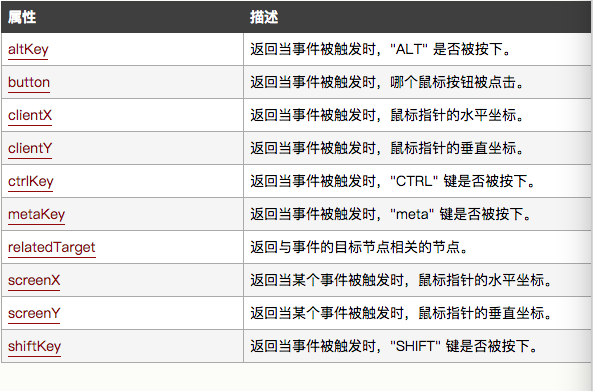 属性 描述
altKey 返回当事件被触发时，"ALT" 是否被按下。
button 返回当事件被触发时，哪个鼠标按钮被点击。
clientX 返回当事件被触发时，鼠标指针的水平坐标。
clientY 返回当事件被触发时，鼠标指针的垂直坐标。
ctrlKey 返回当事件被触发时，"CTRL" 键是否被按下。
metaKey 返回当事件被触发时，"meta" 键是否被按下。
relatedTarget 返回与事件的目标节点相关的节点。
screenX 返回当某个事件被触发时，鼠标指针的水平坐标。
screenY 返回当某个事件被触发时，鼠标指针的垂直坐标。
shiftKey 返回当事件被触发时，"SHIFT" 键是否被按下。